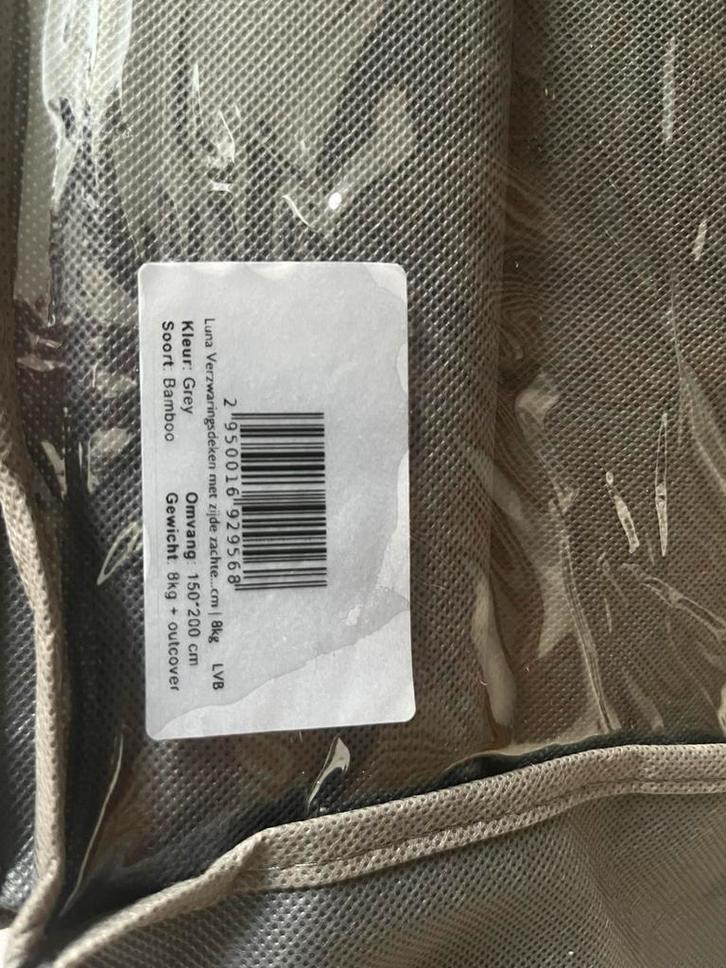 2 950016 929568
Luna Verzwaringsdeken met zijde zachte...cm | 8kg LVB
Kleur: Grey Omvang: 150*200 cm
Soort: Bamboo Gewicht: 8kg + outcover